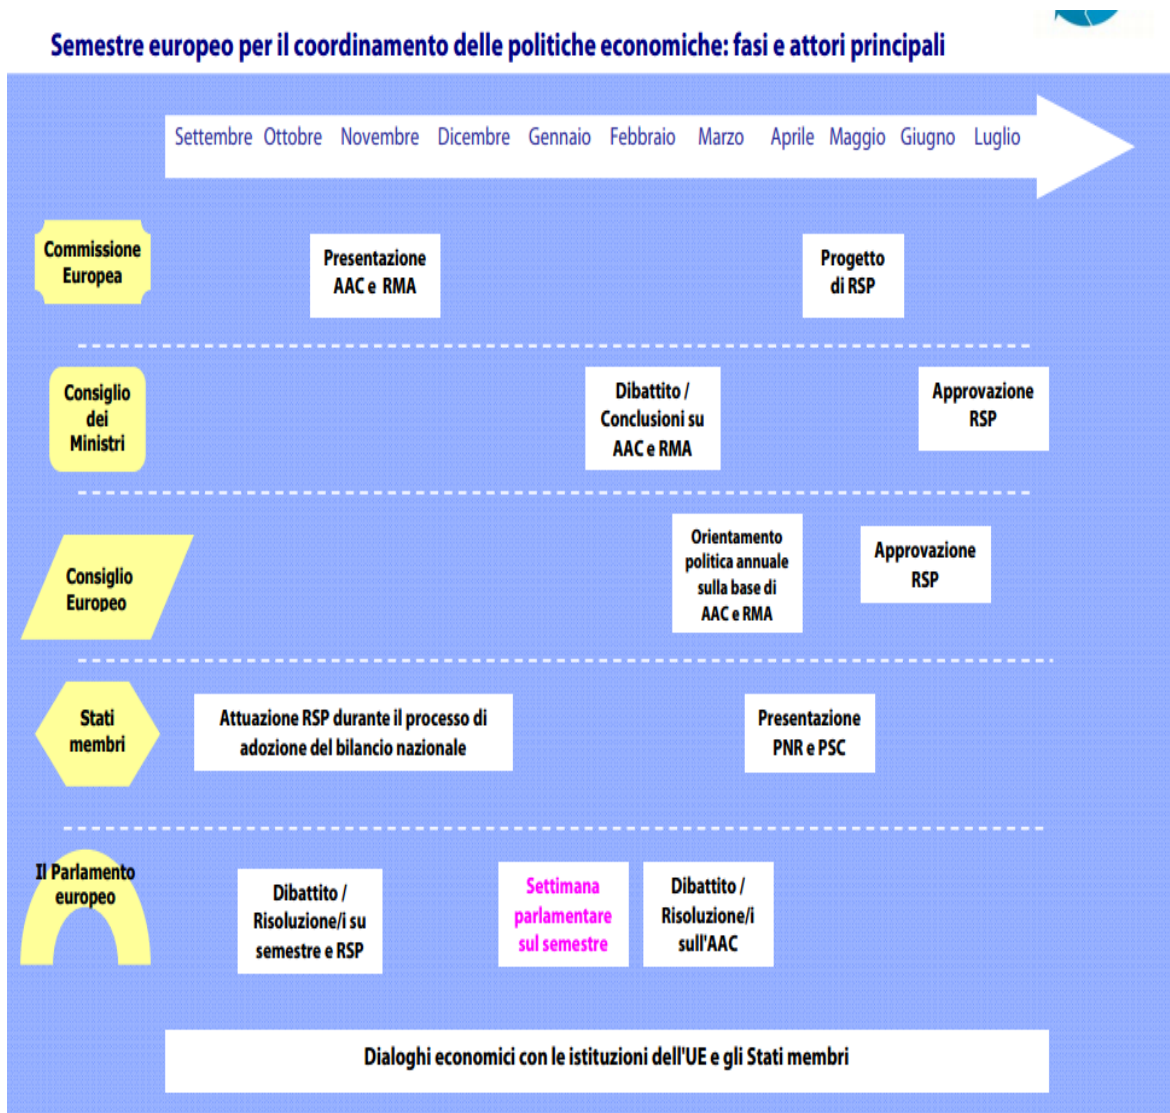 Semestre europeo per il coordinamento delle politiche economiche: fasi e attori principali
Settembre Ottobre Novembre Dicembre Gennaio Febbraio Marzo Aprile Maggio Giugno Luglio
Commissione
Europea
Presentazione
AAC e RMA
Progetto
di RSP
Consiglio
dei
Ministri
Dibattito /
Conclusioni su
AAC e RMA
Approvazione
RSP
Consiglio
Europeo
Orientamento
politica annuale
sulla base di
AAC e RMA
Approvazione
RSP
Stati
membri
Attuazione RSP durante il processo di
adozione del bilancio nazionale
Presentazione
PNR e PSC
Il Parlamento
europeo
Dibattito /
Risoluzione/i su
semestre e RSP
Settimana
parlamentare
sul semestre
Dibattito /
Risoluzione/i
sull'AAC
Dialoghi economici con le istituzioni dell'UE e gli Stati membri